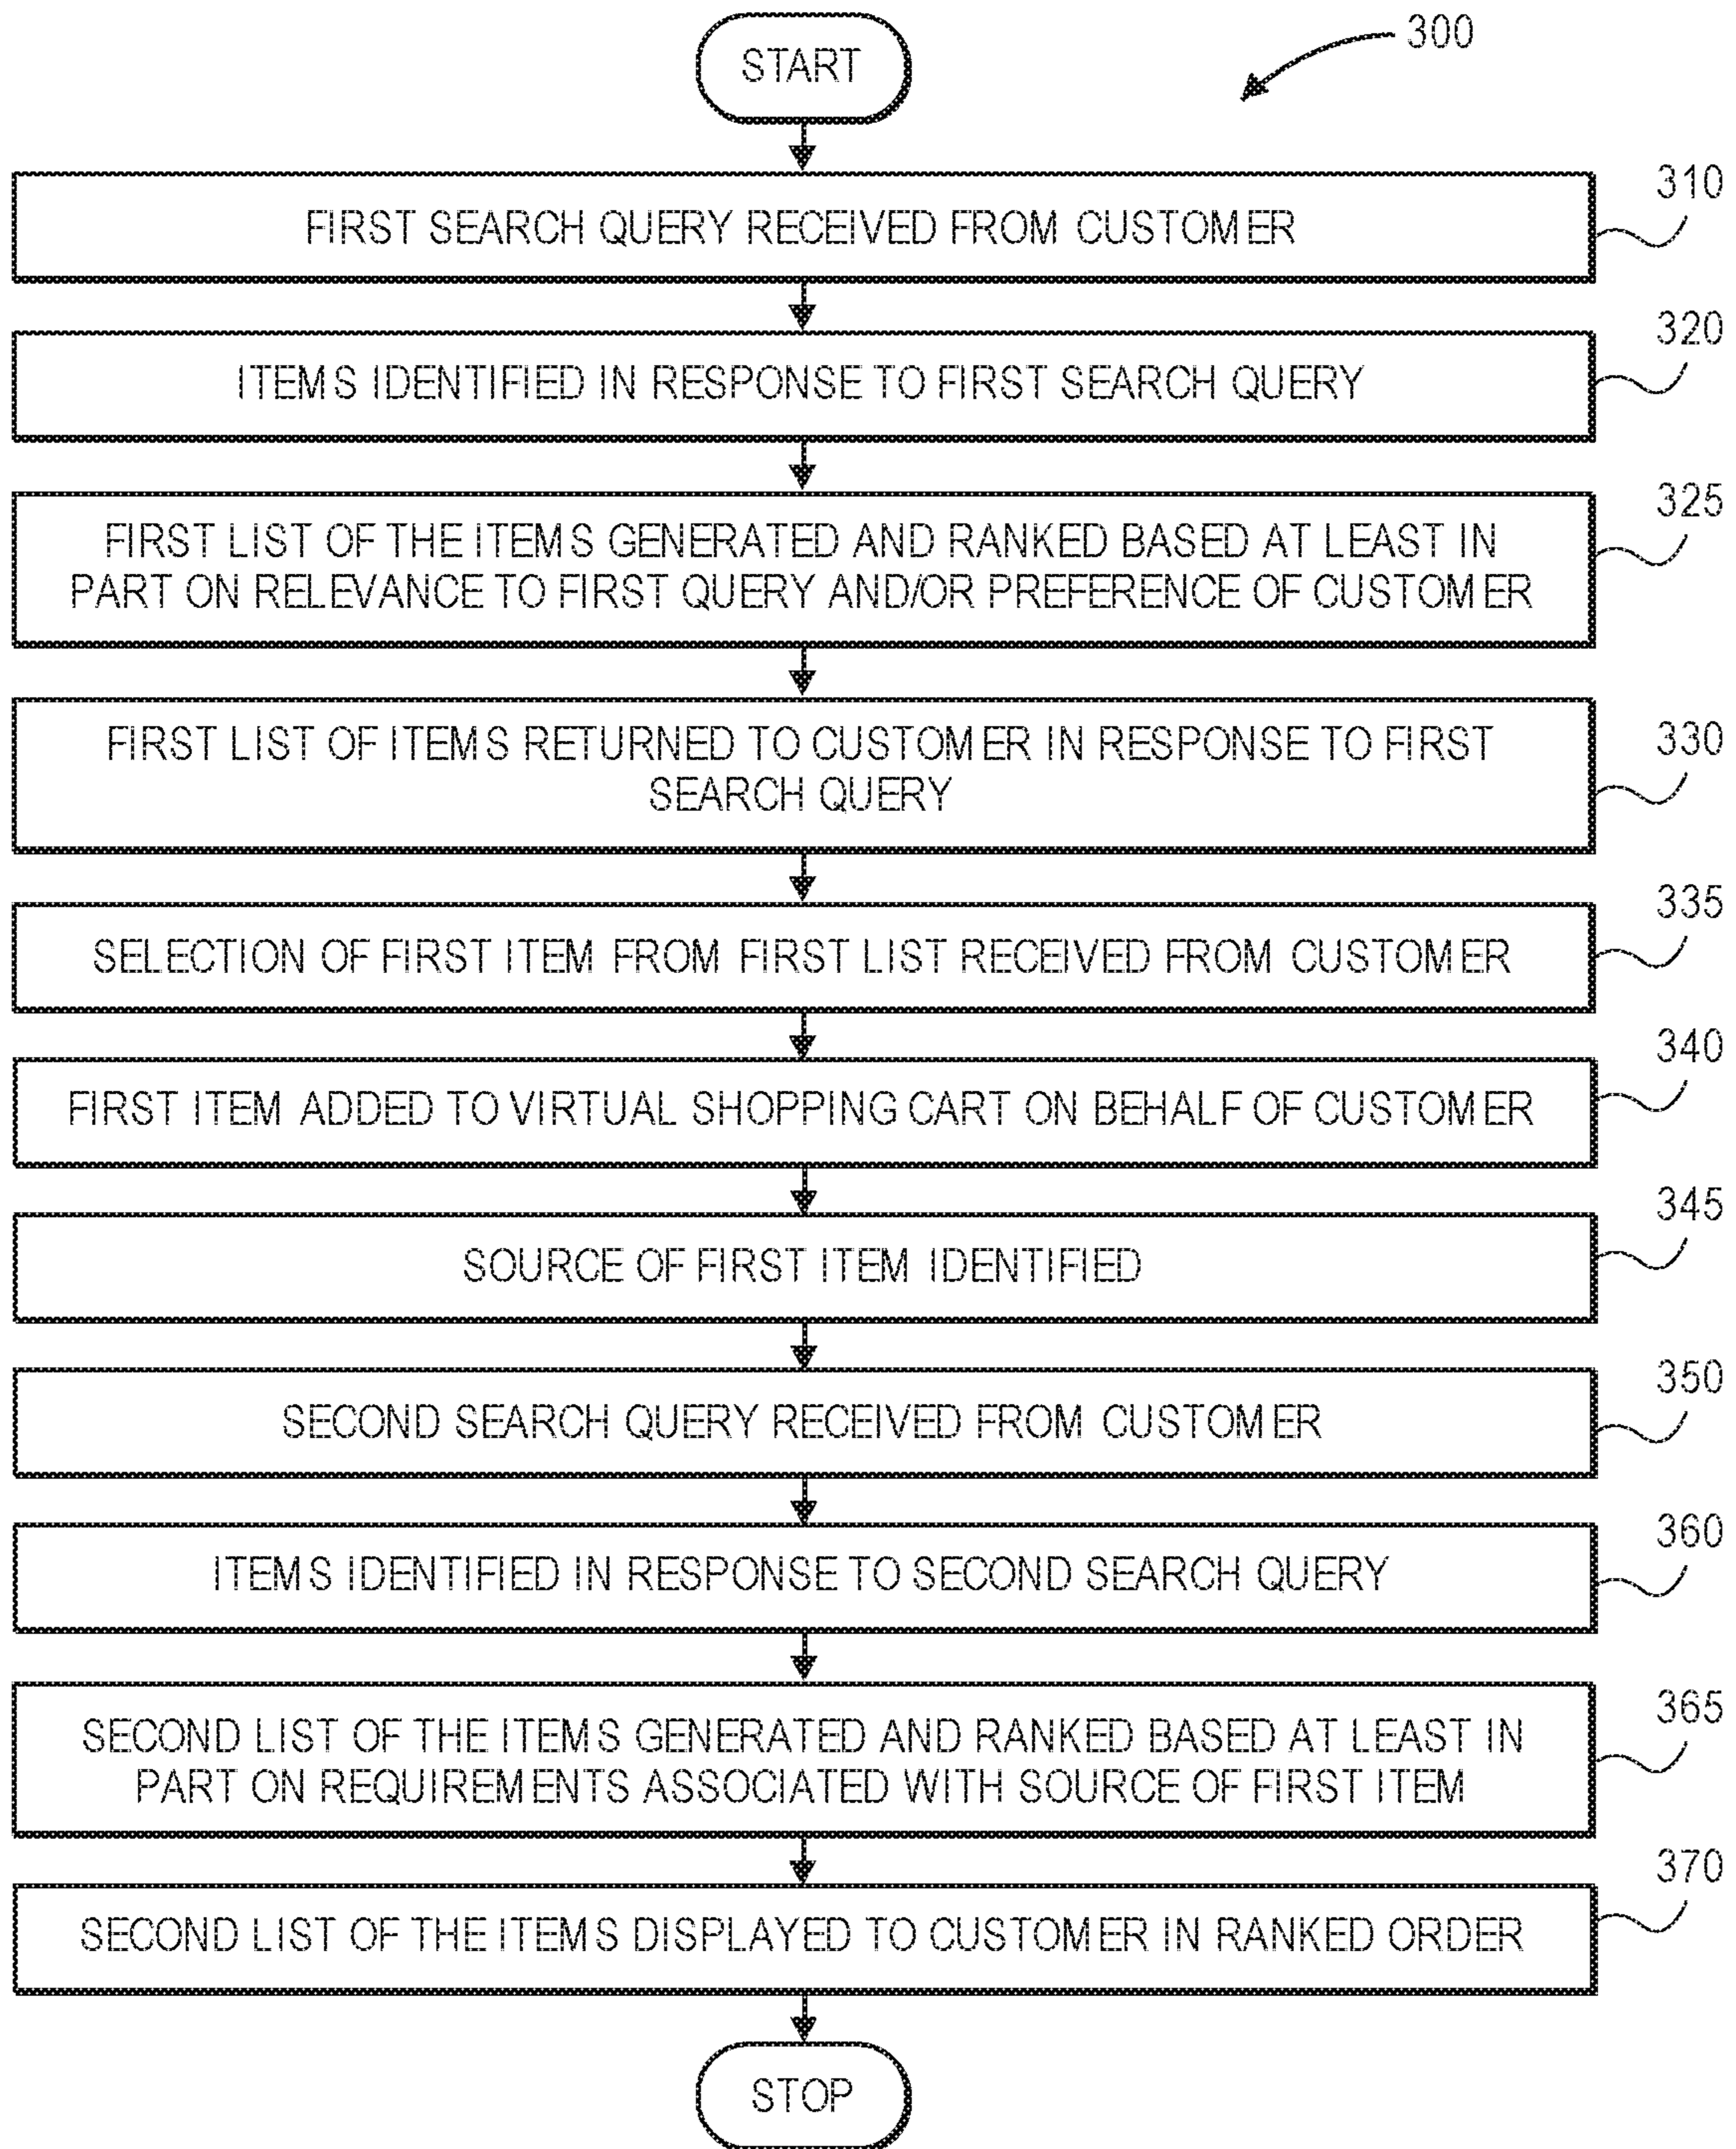 START
300
310
FIRST SEARCH QUERY RECEIVED FROM CUSTOMER
320
ITEMS IDENTIFIED IN RESPONSE TO FIRST SEARCH QUERY
325
FIRST LIST OF THE ITEMS GENERATED AND RANKED BASED AT LEAST IN
PART ON RELEVANCE TO FIRST QUERY AND/OR PREFERENCE OF CUSTOMER
330
FIRST LIST OF ITEMS RETURNED TO CUSTOMER IN RESPONSE TO FIRST
SEARCH QUERY
335
SELECTION OF FIRST ITEM FROM FIRST LIST RECEIVED FROM CUSTOMER
340
FIRST ITEM ADDED TO VIRTUAL SHOPPING CART ON BEHALF OF CUSTOMER
345
SOURCE OF FIRST ITEM IDENTIFIED
350
SECOND SEARCH QUERY RECEIVED FROM CUSTOMER
360
ITEMS IDENTIFIED IN RESPONSE TO SECOND SEARCH QUERY
365
SECOND LIST OF THE ITEMS GENERATED AND RANKED BASED AT LEAST IN
PART ON REQUIREMENTS ASSOCIATED WITH SOURCE OF FIRST ITEM
370
SECOND LIST OF THE ITEMS DISPLAYED TO CUSTOMER IN RANKED ORDER
STOP